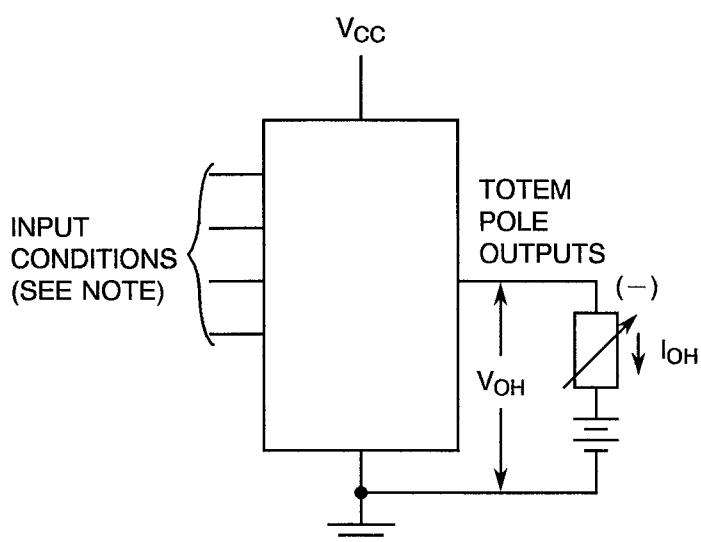 VCC
INPUT
CONDITIONS
(SEE NOTE)
TOTEM
POLE
OUTPUTS
(−)
IOH
VOH